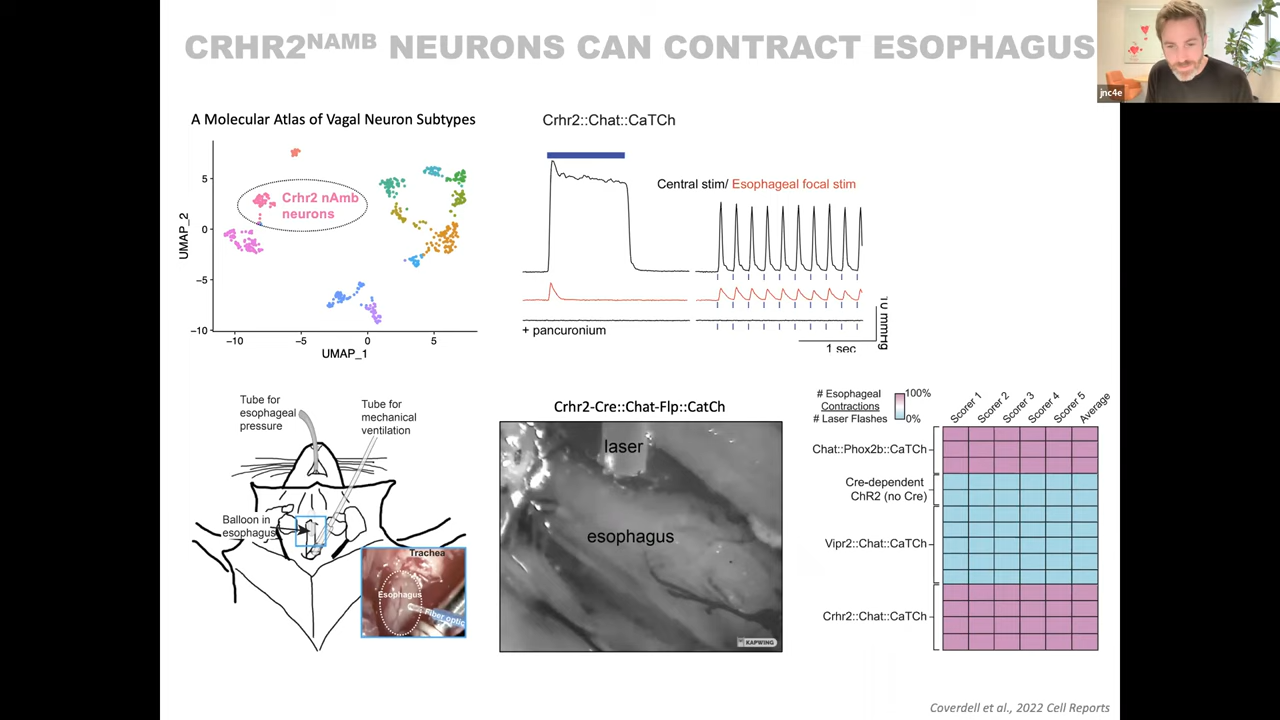 CRHR2NAMB NEURONS CAN CONTRACT ESOPHAGUS
jnc4e
A Molecular Atlas of Vagal Neuron Subtypes
UMAP_2
5
0
−5
−10
Crhr2 nAmb
neurons
−10
−5
0
5
UMAP_1
Crhr2::Chat::CaTCh
Central stim/ Esophageal focal stim
+ pancuronium
1 sec
10 mmHg
Tube for
esophageal
pressure
Tube for
mechanical
ventilation
Balloon in
esophagus
Trachea
Esophagus
Fiber optic
Crhr2-Cre::Chat-Flp::CatCh
laser
esophagus
KAPWING
# Esophageal
Contractions
# Laser Flashes
100%
0%
Scorer 1
Scorer 2
Scorer 3
Scorer 4
Scorer 5
Average
Chat::Phox2b::CaTCh
Cre-dependent
ChR2 (no Cre)
Vipr2::Chat::CaTCh
Crhr2::Chat::CaTCh
Coverdell et al., 2022 Cell Reports